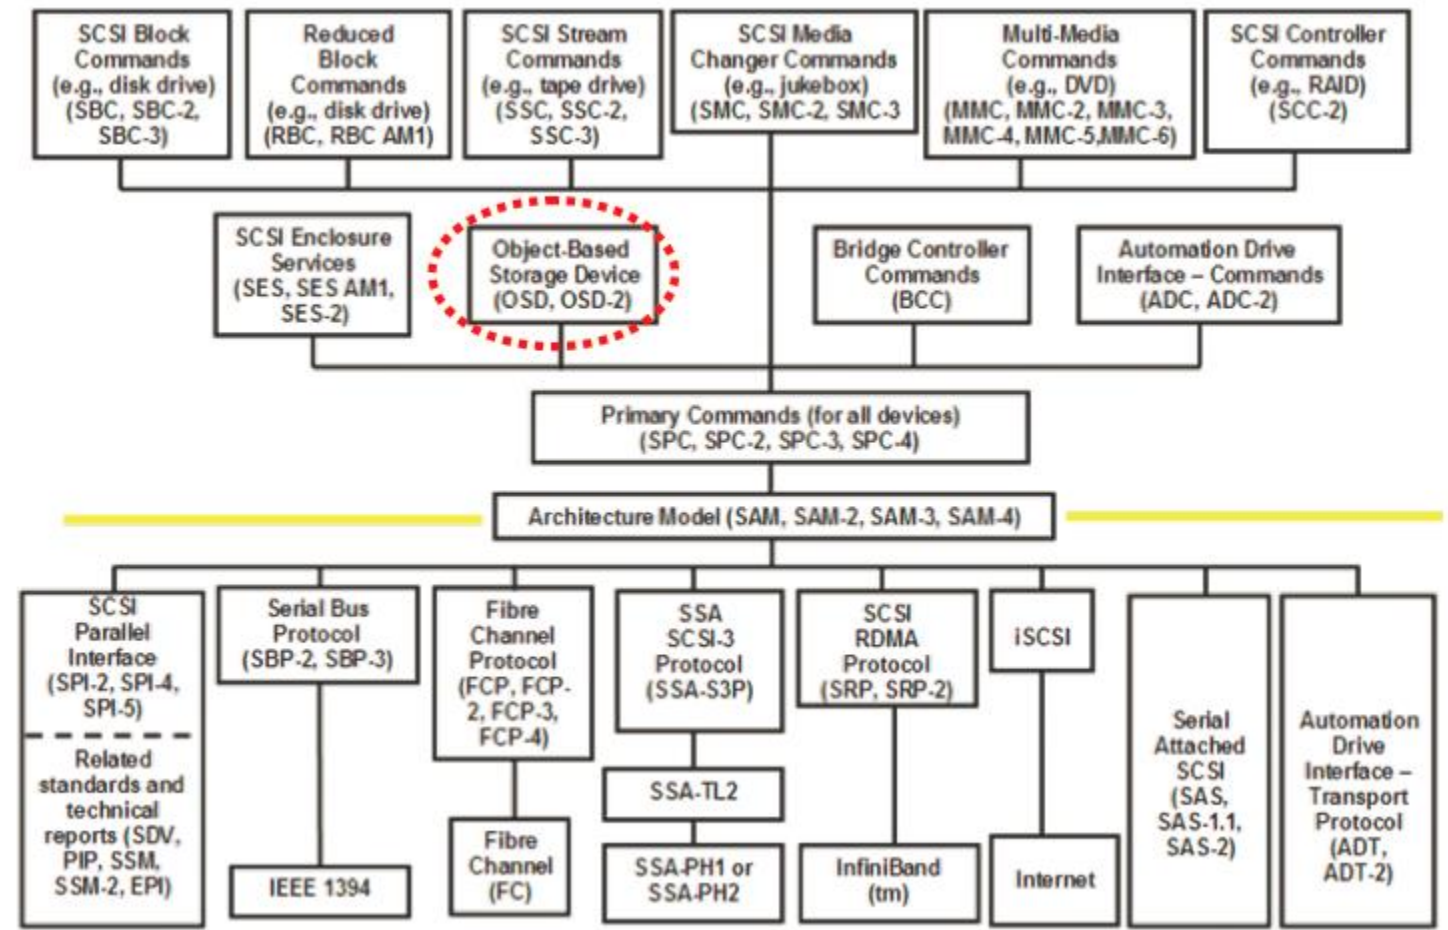 SCSI Block
Commands
(e.g., disk drive)
(SBC, SBC-2,
SBC-3)
Reduced
Block
Commands
(e.g., disk drive)
(RBC, RBC AM1)
SCSI Stream
Commands
(e.g., tape drive)
(SSC, SSC-2,
SSC-3)
SCSI Media
Changer Commands
(e.g., jukebox)
(SMC, SMC-2, SMC-3
Multi-Media
Commands
(e.g., DVD)
(MMC, MMC-2, MMC-3,
MMC-4, MMC-5,MMC-6)
SCSI Controller
Commands
(e.g., RAID)
(SCC-2)
SCSI Enclosure
Services
(SES, SES AM1,
SES-2)
Object-Based
Storage Device
(OSD, OSD-2)
Bridge Controller
Commands
(BCC)
Automation Drive
Interface – Commands
(ADC, ADC-2)
Primary Commands (for all devices)
(SPC, SPC-2, SPC-3, SPC-4)
Architecture Model (SAM, SAM-2, SAM-3, SAM-4)
SCSI
Parallel
Interface
(SPI-2, SPI-4,
SPI-5)
Related
standards and
technical
reports (SDV,
PIP, SSM,
SSM-2, EPI)
Serial Bus
Protocol
(SBP-2, SBP-3)
IEEE 1394
Fibre
Channel
Protocol
(FCP, FCP-
2, FCP-3,
FCP-4)
Fibre
Channel
(FC)
SSA
SCSI-3
Protocol
(SSA-S3P)
SSA-TL2
SSA-PH1 or
SSA-PH2
SCSI
RDMA
Protocol
(SRP, SRP-2)
InfiniBand
(tm)
iSCSI
Internet
Serial
Attached
SCSI
(SAS,
SAS-1.1,
SAS-2)
Automation
Drive
Interface –
Transport
Protocol
(ADT,
ADT-2)